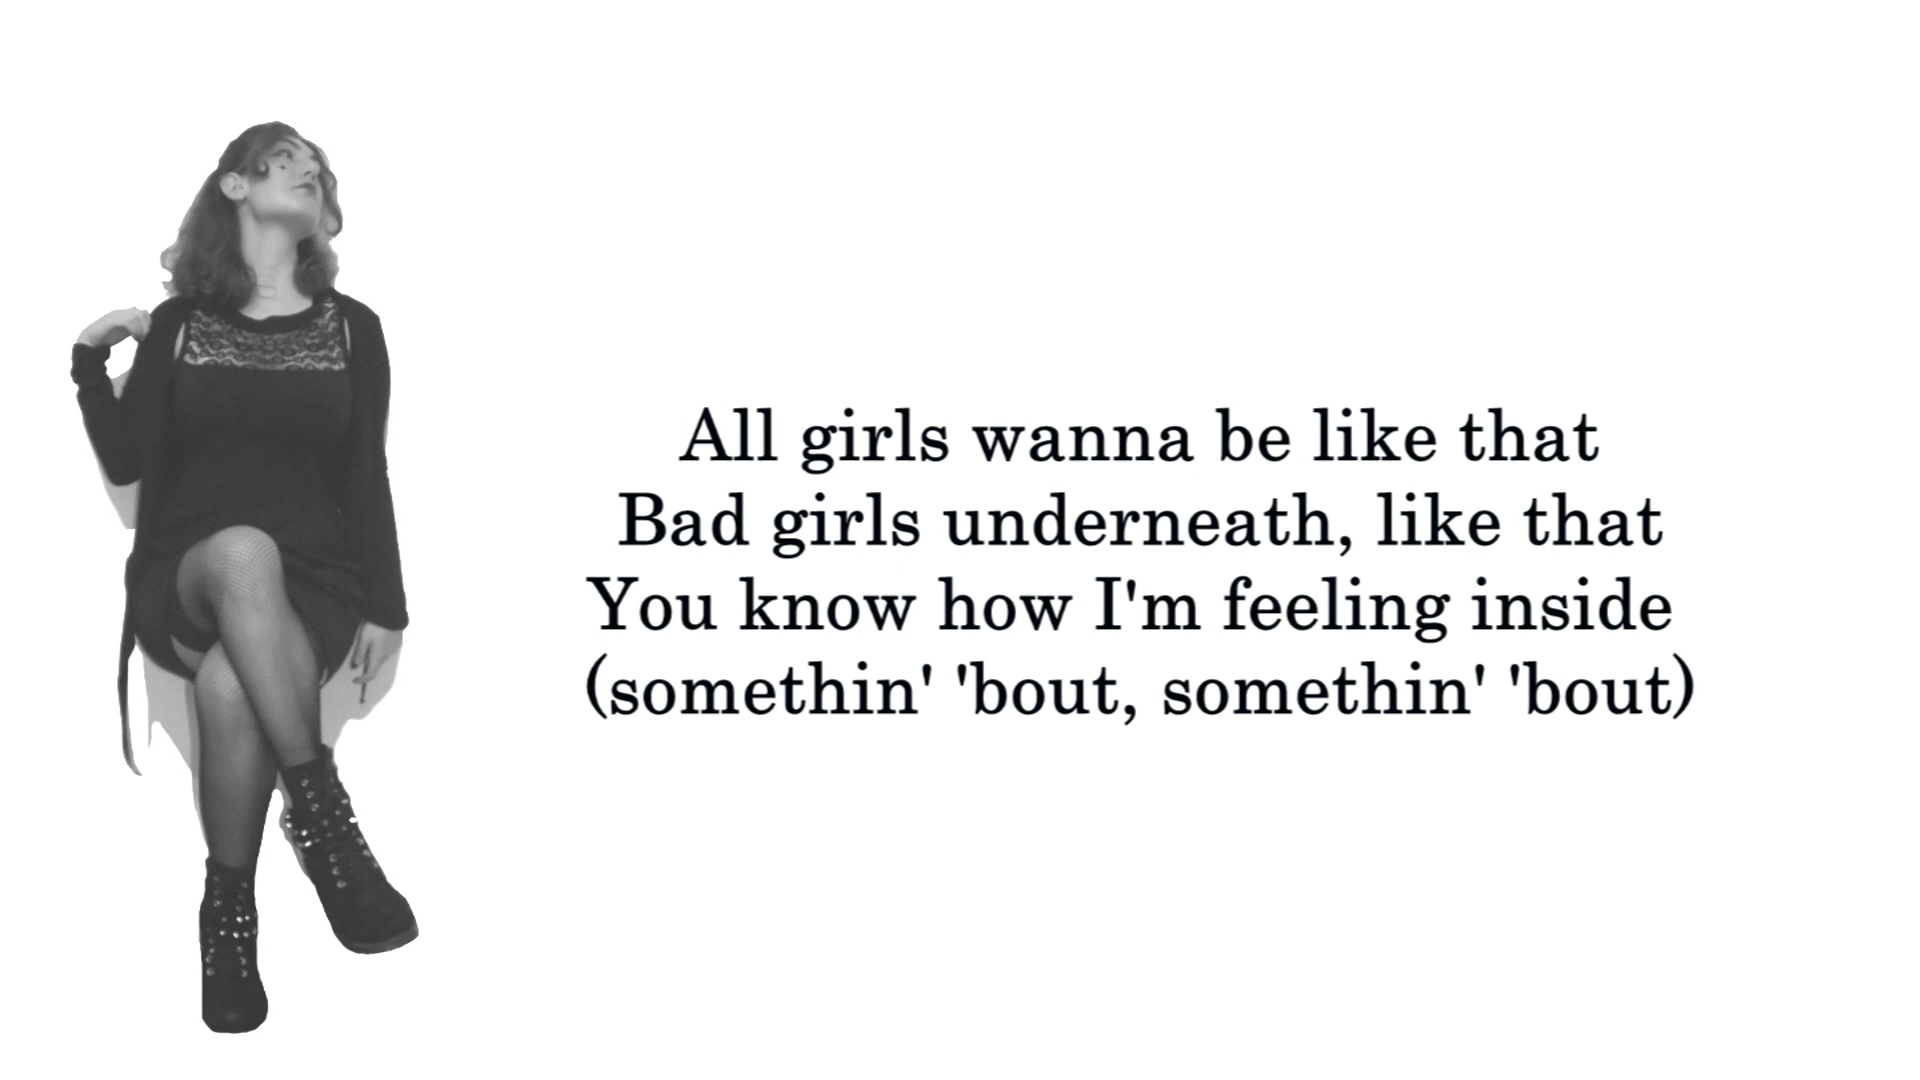 All girls wanna be like that
Bad girls underneath, like that
You know how I'm feeling inside
(somethin' 'bout, somethin' 'bout)